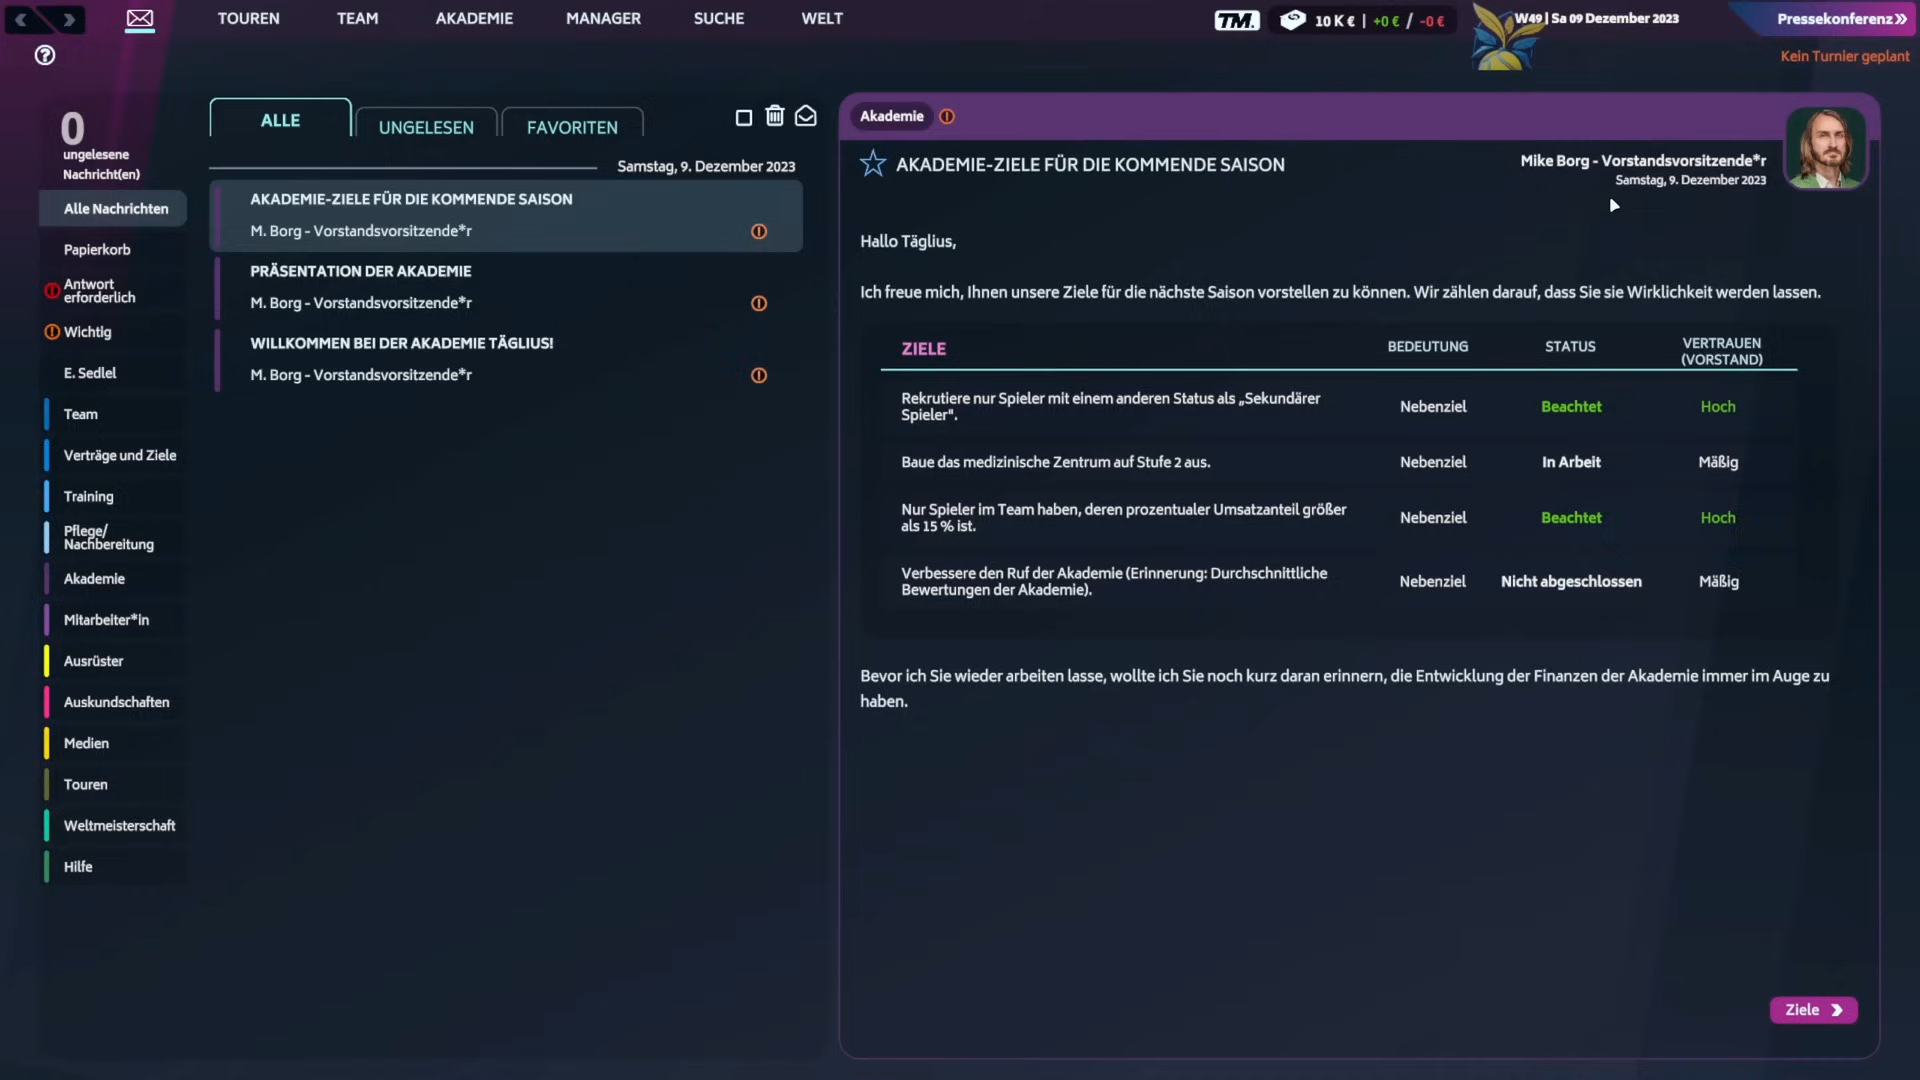 TOUREN
TEAM
AKADEMIE
MANAGER
SUCHE
WELT
TM.
10 K € | +0 € / -0 €
W49 | Sa 09 Dezember 2023
Pressekonferenz
Kein Turnier geplant
0
ungelesene
Nachricht(en)
Alle Nachrichten
Papierkorb
Antwort
erforderlich
Wichtig
E. Sedlel
Team
Verträge und Ziele
Training
Pflege/
Nachbereitung
Akademie
Mitarbeiter*in
Ausrüster
Auskundschaften
Medien
Touren
Weltmeisterschaft
Hilfe
ALLE
UNGELESEN
FAVORITEN
Samstag, 9. Dezember 2023
AKADEMIE-ZIELE FÜR DIE KOMMENDE SAISON
M. Borg - Vorstandsvorsitzende*r
PRÄSENTATION DER AKADEMIE
M. Borg - Vorstandsvorsitzende*r
WILLKOMMEN BEI DER AKADEMIE TÄGLIUS!
M. Borg - Vorstandsvorsitzende*r
Akademie
AKADEMIE-ZIELE FÜR DIE KOMMENDE SAISON
Mike Borg - Vorstandsvorsitzende*r
Samstag, 9. Dezember 2023
Hallo Täglius,
Ich freue mich, Ihnen unsere Ziele für die nächste Saison vorstellen zu können. Wir zählen darauf, dass Sie sie Wirklichkeit werden lassen.
ZIELE
BEDEUTUNG
STATUS
VERTRAUEN
(VORSTAND)
Rekrutiere nur Spieler mit einem anderen Status als „Sekundärer
Spieler".
Nebenziel
Beachtet
Hoch
Baue das medizinische Zentrum auf Stufe 2 aus.
Nebenziel
In Arbeit
Mäßig
Nur Spieler im Team haben, deren prozentualer Umsatzanteil größer
als 15 % ist.
Nebenziel
Beachtet
Hoch
Verbessere den Ruf der Akademie (Erinnerung: Durchschnittliche
Bewertungen der Akademie).
Nebenziel
Nicht abgeschlossen
Mäßig
Bevor ich Sie wieder arbeiten lasse, wollte ich Sie noch kurz daran erinnern, die Entwicklung der Finanzen der Akademie immer im Auge zu
haben.
Ziele